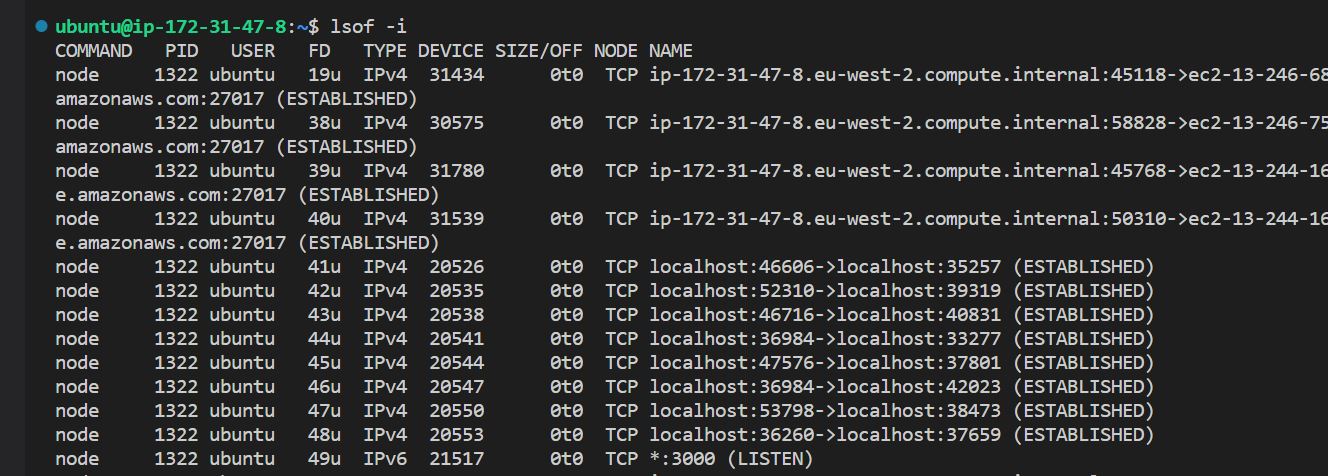 ubuntu@ip-172-31-47-8:~$ lsof -i
COMMAND   PID   USER   FD   TYPE DEVICE SIZE/OFF NODE NAME
node     1322 ubuntu   19u  IPv4  31434      0t0  TCP ip-172-31-47-8.eu-west-2.compute.internal:45118->ec2-13-246-68
amazonaws.com:27017 (ESTABLISHED)
node     1322 ubuntu   38u  IPv4  30575      0t0  TCP ip-172-31-47-8.eu-west-2.compute.internal:58828->ec2-13-246-75
amazonaws.com:27017 (ESTABLISHED)
node     1322 ubuntu   39u  IPv4  31780      0t0  TCP ip-172-31-47-8.eu-west-2.compute.internal:45768->ec2-13-244-16
e.amazonaws.com:27017 (ESTABLISHED)
node     1322 ubuntu   40u  IPv4  31539      0t0  TCP ip-172-31-47-8.eu-west-2.compute.internal:50310->ec2-13-244-16
e.amazonaws.com:27017 (ESTABLISHED)
node     1322 ubuntu   41u  IPv4  20526      0t0  TCP localhost:46606->localhost:35257 (ESTABLISHED)
node     1322 ubuntu   42u  IPv4  20535      0t0  TCP localhost:52310->localhost:39319 (ESTABLISHED)
node     1322 ubuntu   43u  IPv4  20538      0t0  TCP localhost:46716->localhost:40831 (ESTABLISHED)
node     1322 ubuntu   44u  IPv4  20541      0t0  TCP localhost:36984->localhost:33277 (ESTABLISHED)
node     1322 ubuntu   45u  IPv4  20544      0t0  TCP localhost:47576->localhost:37801 (ESTABLISHED)
node     1322 ubuntu   46u  IPv4  20547      0t0  TCP localhost:36984->localhost:42023 (ESTABLISHED)
node     1322 ubuntu   47u  IPv4  20550      0t0  TCP localhost:53798->localhost:38473 (ESTABLISHED)
node     1322 ubuntu   48u  IPv4  20553      0t0  TCP localhost:36260->localhost:37659 (ESTABLISHED)
node     1322 ubuntu   49u  IPv6  21517      0t0  TCP *:3000 (LISTEN)